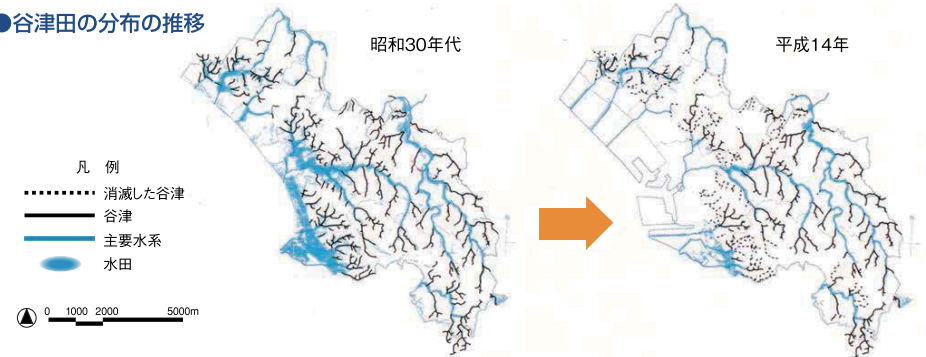 ●谷津田の分布の推移
昭和30年代
平成14年
凡 例
消滅した谷津
谷津
主要水系
水田
0 1000 2000 5000m